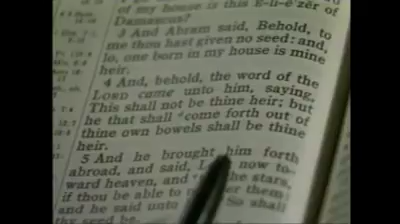 of my house is this E-li-e'zer of
Damascus?
3 And Abram said, Behold, to
me thou hast given no seed: and,
lo, one born in my house is mine
heir.
4 And, behold, the word of the
LORD came unto him, saying,
This shall not be thine heir; but
he that shall come forth out of
thine own bowels shall be thine
heir.
5 And he brought him forth
abroad, and said, now to-
ward heaven, and the stars,
if thou be able to them:
and he said unto So shall
thy seed be.